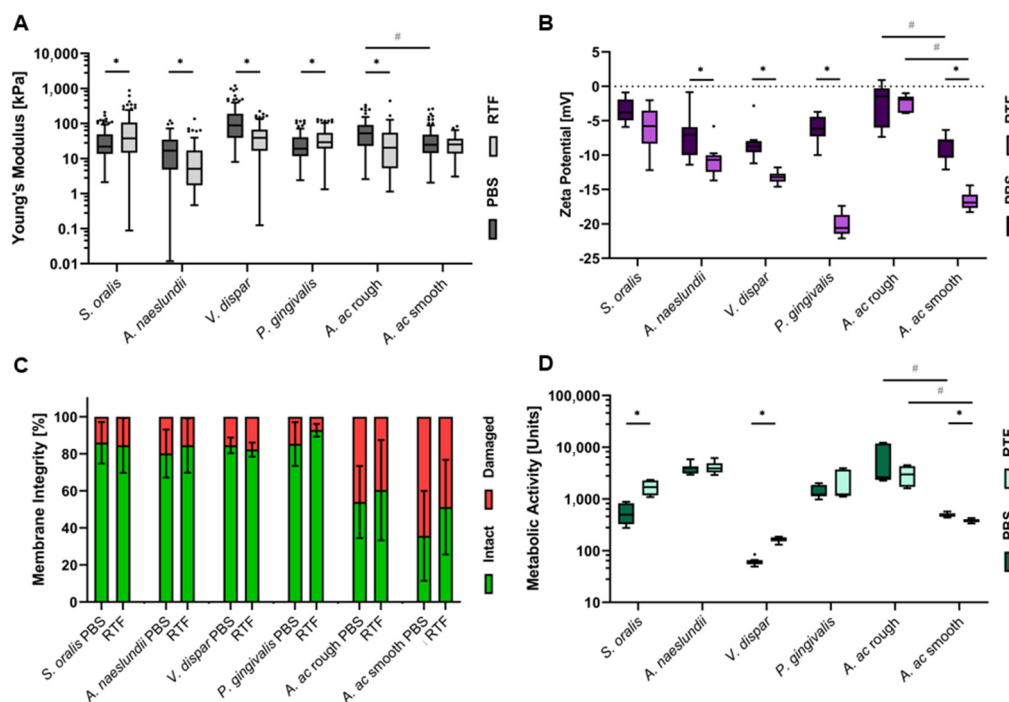 A
Young's Modulus [kPa]
10,000
1,000
100
10
1
0.1
0.01
*
*
*
*
*
#
S. oralis
A. naeslundii
V. dispar
P. gingivalis
A. ac rough
A. ac smooth
PBS
RTF
B
Zeta Potential [mV]
5
0
-5
-10
-15
-20
-25
*
*
*
*
#
#
S. oralis
A. naeslundii
V. dispar
P. gingivalis
A. ac rough
A. ac smooth
C
Membrane Integrity [%]
100
80
60
40
20
0
S. oralis PBS
RTF
A. naeslundii PBS
RTF
V. dispar PBS
RTF
P. gingivalis PBS
RTF
A. ac rough PBS
RTF
A. ac smooth PBS
RTF
Intact
Damaged
D
Metabolic Activity [Units]
100,000
10,000
1,000
100
10
*
*
*
#
#
S. oralis
A. naeslundii
V. dispar
P. gingivalis
A. ac rough
A. ac smooth